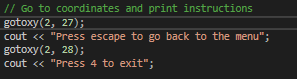 // Go to coordinates and print instructions
gotoxy(2, 27);
cout << "Press escape to go back to the menu";
gotoxy(2, 28);
cout << "Press 4 to exit";